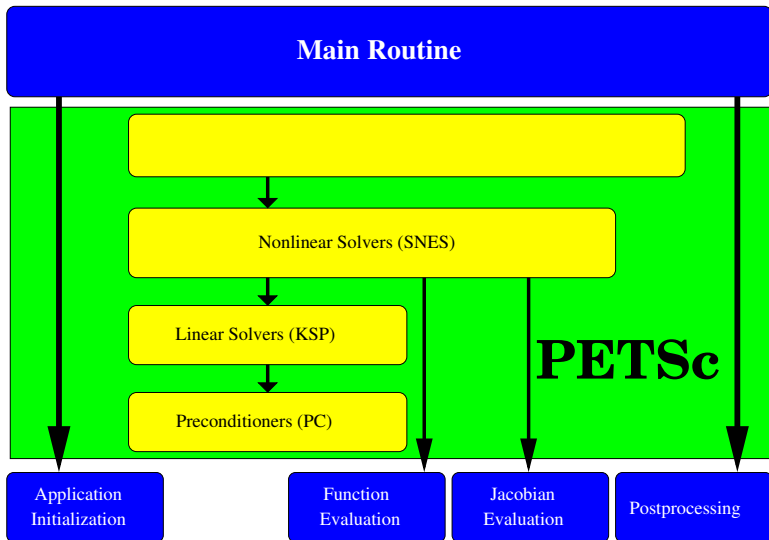 Main Routine
Nonlinear Solvers (SNES)
Linear Solvers (KSP)
PETSc
Preconditioners (PC)
Application
Initialization
Function
Evaluation
Jacobian
Evaluation
Postprocessing